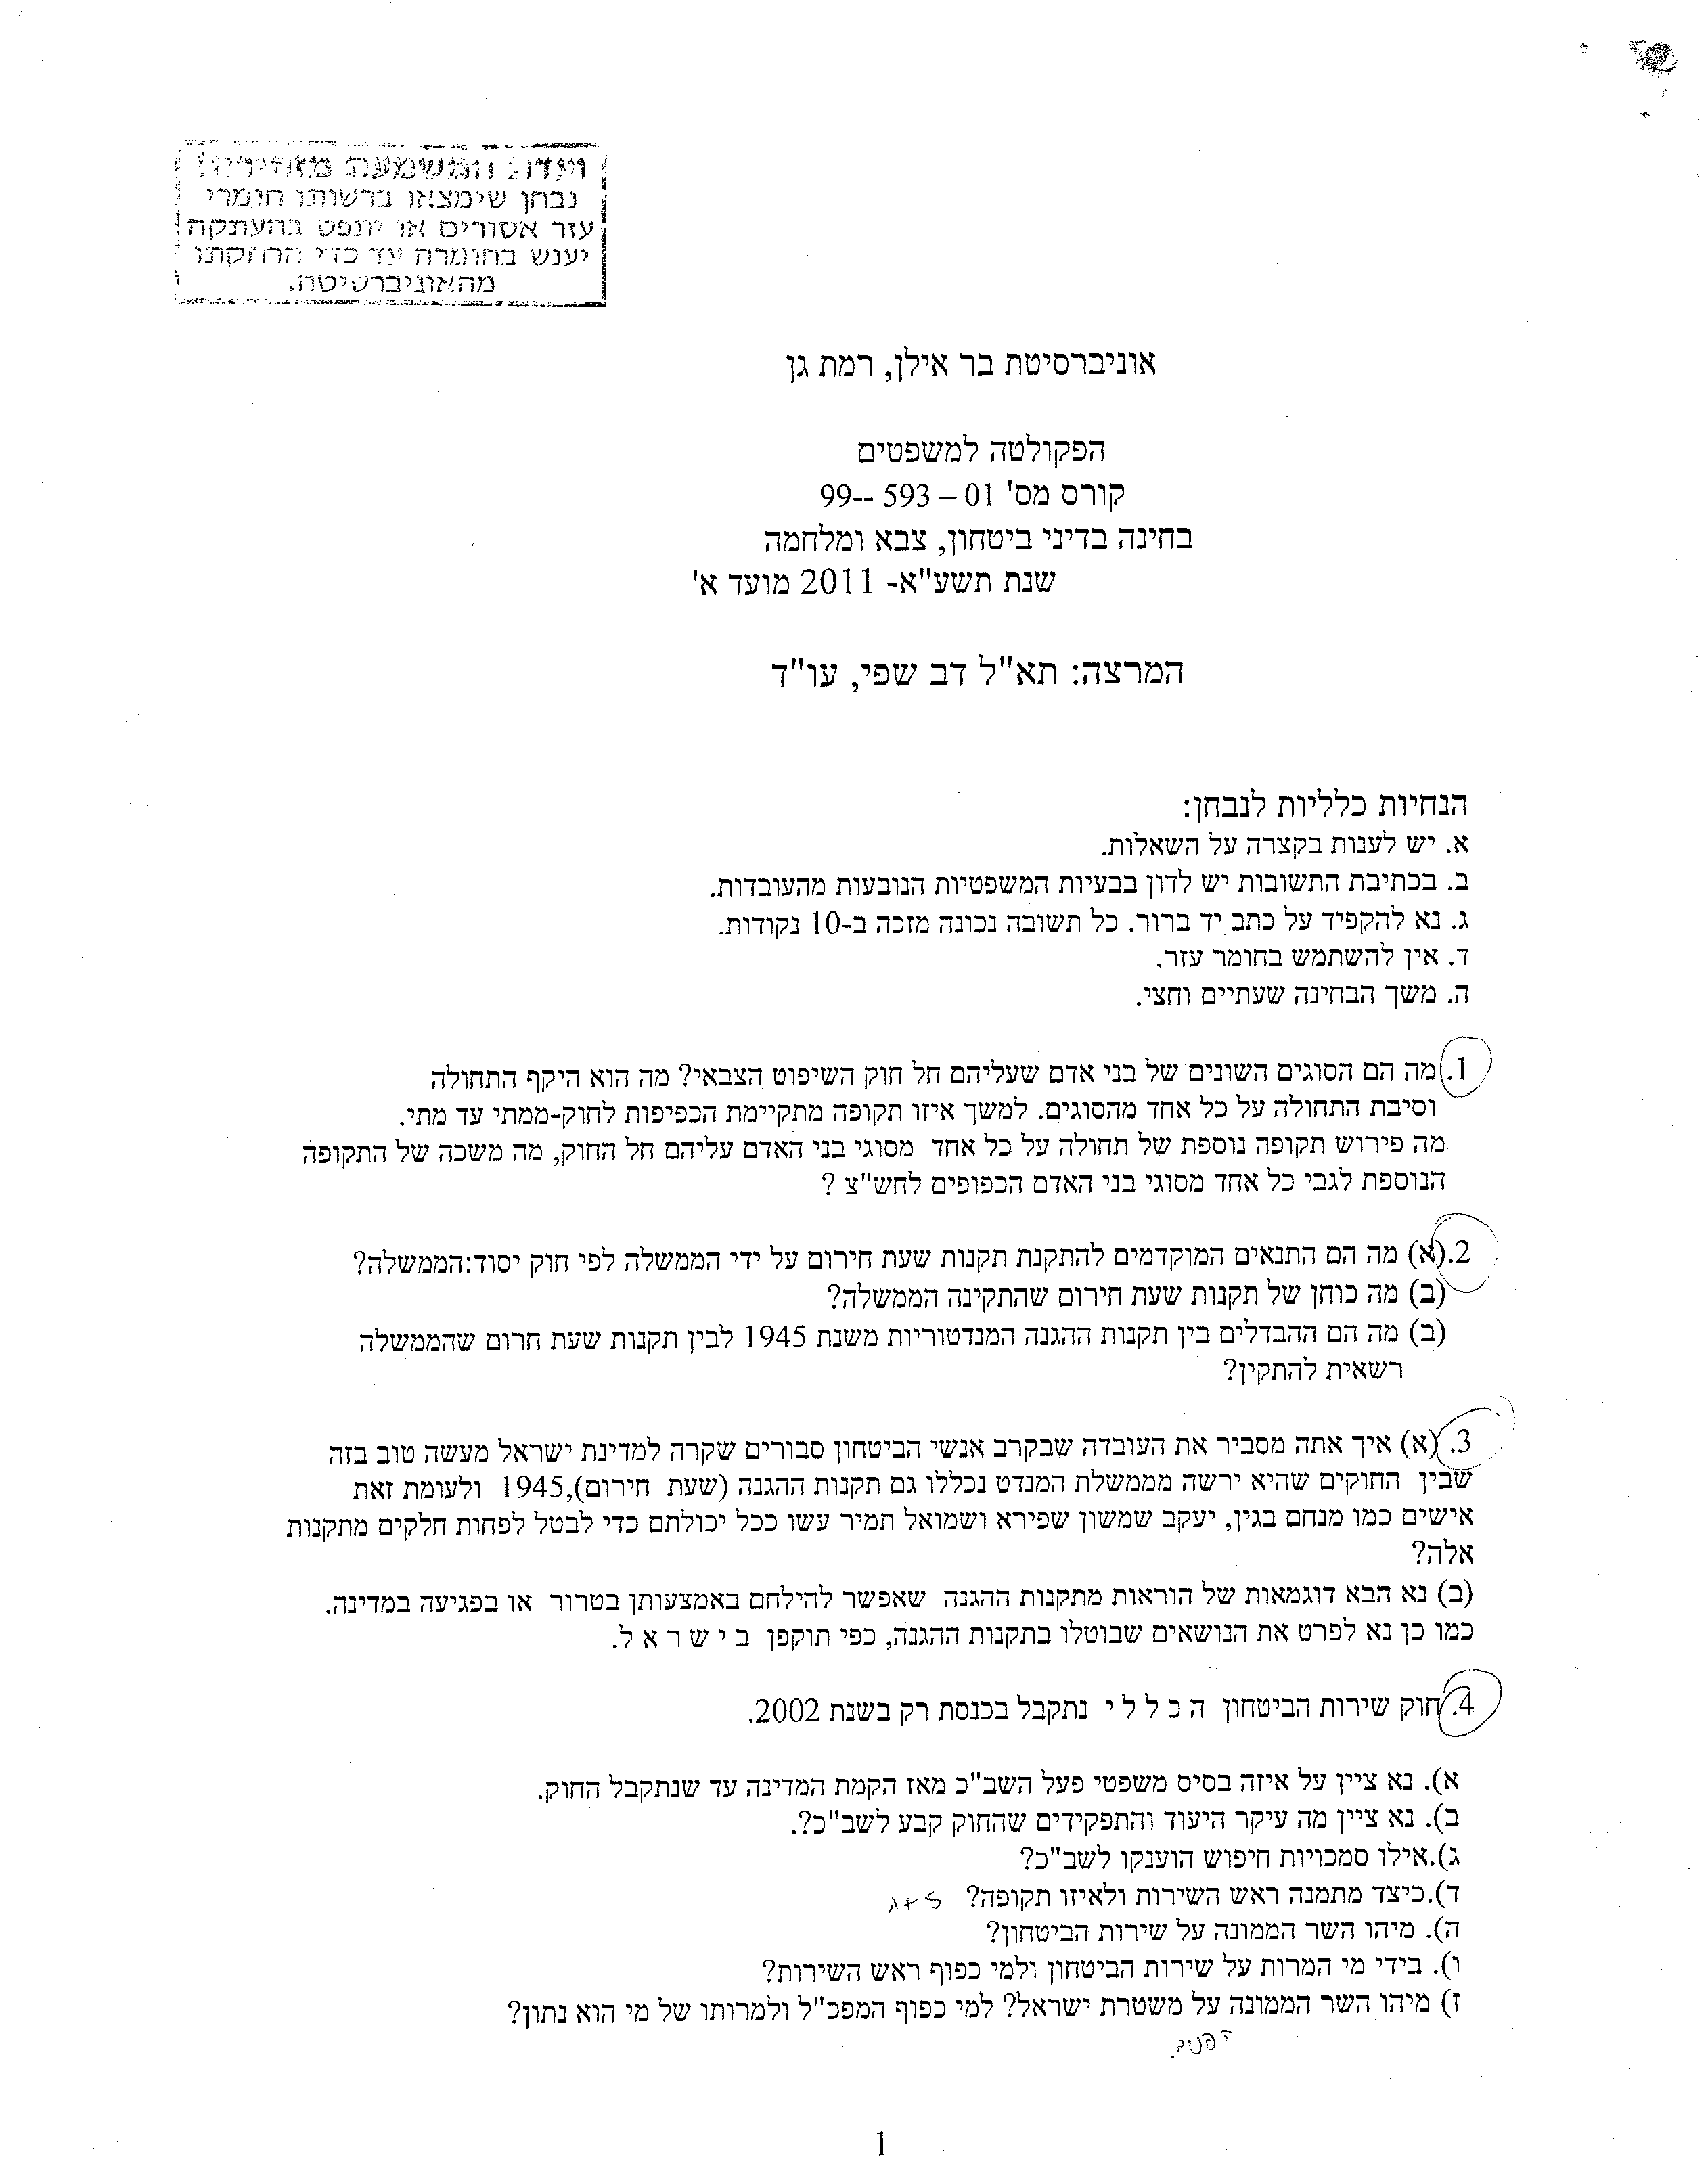 ועדת המשמעת מזהירה!
נבחן שימצאו ברשותו חומרי
עזר אסורים או יתפס בהעתקה
יענש בחומרה עד כדי הרחקתו
מהאוניברסיטה.
אוניברסיטת בר אילן, רמת גן
הפקולטה למשפטים
קורס מס' 01 – 593 --99
בחינה בדיני ביטחון, צבא ומלחמה
שנת תשע"א- 2011 מועד א'
המרצה: תא"ל דב שפי, עו"ד
הנחיות כלליות לנבחן:
א. יש לענות בקצרה על השאלות.
ב. בכתיבת התשובות יש לדון בבעיות המשפטיות הנובעות מהעובדות.
ג. נא להקפיד על כתב יד ברור. כל תשובה נכונה מזכה ב-10 נקודות.
ד. אין להשתמש בחומר עזר.
ה. משך הבחינה שעתיים וחצי.
1. מה הם הסוגים השונים של בני אדם שעליהם חל חוק השיפוט הצבאי? מה הוא היקף התחולה
וסיבת התחולה על כל אחד מהסוגים. למשך איזו תקופה מתקיימת הכפיפות לחוק-ממתי עד מתי.
מה פירוש תקופה נוספת של תחולה על כל אחד מסוגי בני האדם עליהם חל החוק, מה משכה של התקופה
הנוספת לגבי כל אחד מסוגי בני האדם הכפופים לחש"צ ?
2.(א) מה הם התנאים המוקדמים להתקנת תקנות שעת חירום על ידי הממשלה לפי חוק יסוד:הממשלה?
(ב) מה כוחן של תקנות שעת חירום שהתקינה הממשלה?
(ב) מה הם ההבדלים בין תקנות ההגנה המנדטוריות משנת 1945 לבין תקנות שעת חרום שהממשלה
רשאית להתקין?
3. (א) איך אתה מסביר את העובדה שבקרב אנשי הביטחון סבורים שקרה למדינת ישראל מעשה טוב בזה
שבין החוקים שהיא ירשה מממשלת המנדט נכללו גם תקנות ההגנה (שעת חירום),1945 ולעומת זאת
אישים כמו מנחם בגין, יעקב שמשון שפירא ושמואל תמיר עשו ככל יכולתם כדי לבטל לפחות חלקים מתקנות
אלה?
(ב) נא הבא דוגמאות של הוראות מתקנות ההגנה שאפשר להילחם באמצעותן בטרור או בפגיעה במדינה.
כמו כן נא לפרט את הנושאים שבוטלו בתקנות ההגנה, כפי תוקפן ב י ש ר א ל.
4. חוק שירות הביטחון ה כ ל ל י נתקבל בכנסת רק בשנת 2002.
א). נא ציין על איזה בסיס משפטי פעל השב"כ מאז הקמת המדינה עד שנתקבל החוק.
ב). נא ציין מה עיקר היעוד והתפקידים שהחוק קבע לשב"כ?.
ג).אילו סמכויות חיפוש הוענקו לשב"כ?
ד).כיצד מתמנה ראש השירות ולאיזו תקופה?
ה). מיהו השר הממונה על שירות הביטחון?
ו). בידי מי המרות על שירות הביטחון ולמי כפוף ראש השירות?
ז) מיהו השר הממונה על משטרת ישראל? למי כפוף המפכ"ל ולמרותו של מי הוא נתון?
1